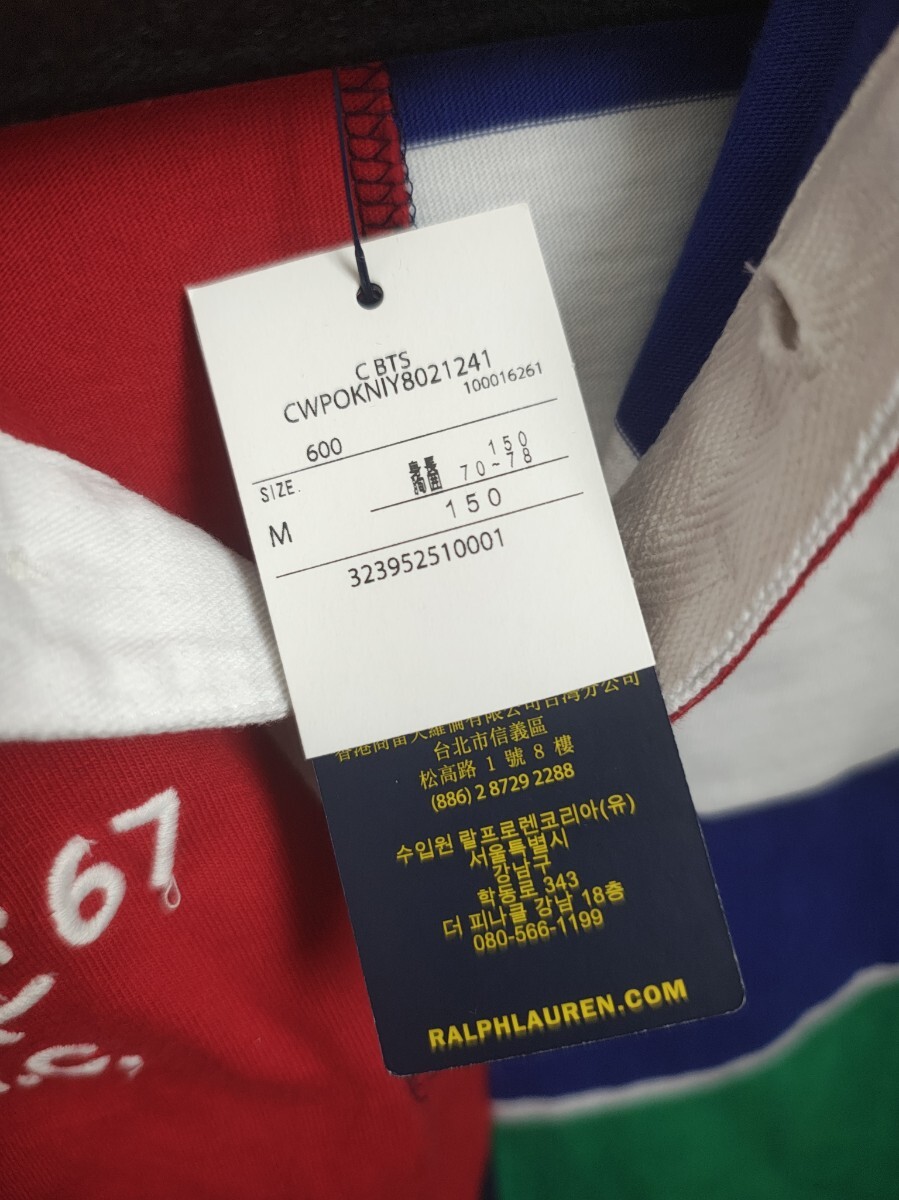 C BTS
CWPOKNIY8021241
100016261
600
SIZE.
身長 150
胸囲 70~78
M
150
323952510001
香港商雷夫羅倫有限公司台灣分公司
台北市信義區
松高路 1 號 8 樓
(886) 2 8729 2288
수입원 랄프로렌코리아(유)
서울특별시
강남구
학동로 343
더 피나클 강남 18층
080-566-1199
RALPHLAUREN.COM
67
.c.